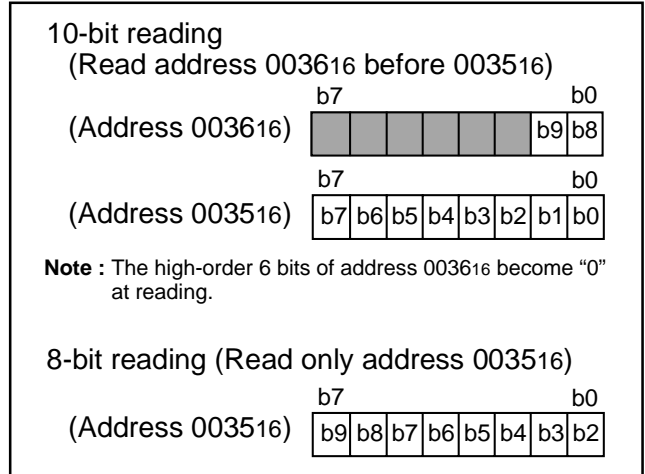 10-bit reading
(Read address 003616 before 003516)
b7 b0
(Address 003616) b9 b8
b7 b0
(Address 003516) b7 b6 b5 b4 b3 b2 b1 b0
Note : The high-order 6 bits of address 003616 become “0”
at reading.
8-bit reading (Read only address 003516)
b7 b0
(Address 003516) b9 b8 b7 b6 b5 b4 b3 b2